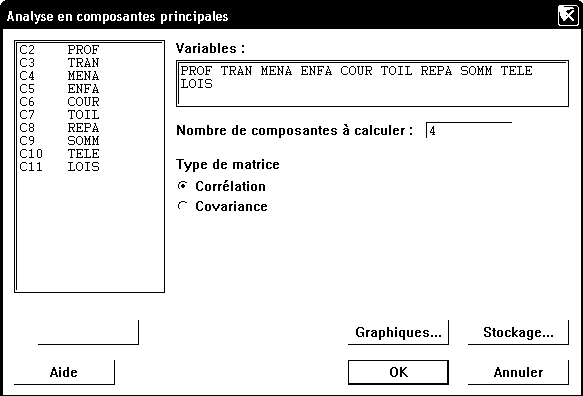 Analyse en composantes principales
C2 PROF
C3 TRAN
C4 MENA
C5 ENFA
C6 COUR
C7 TOIL
C8 REPA
C9 SOMM
C10 TELE
C11 LOIS
Variables :
PROF TRAN MENA ENFA COUR TOIL REPA SOMM TELE
LOIS
Nombre de composantes à calculer : 4
Type de matrice
Corrélation
Covariance
Graphiques... Stockage...
Aide OK Annuler